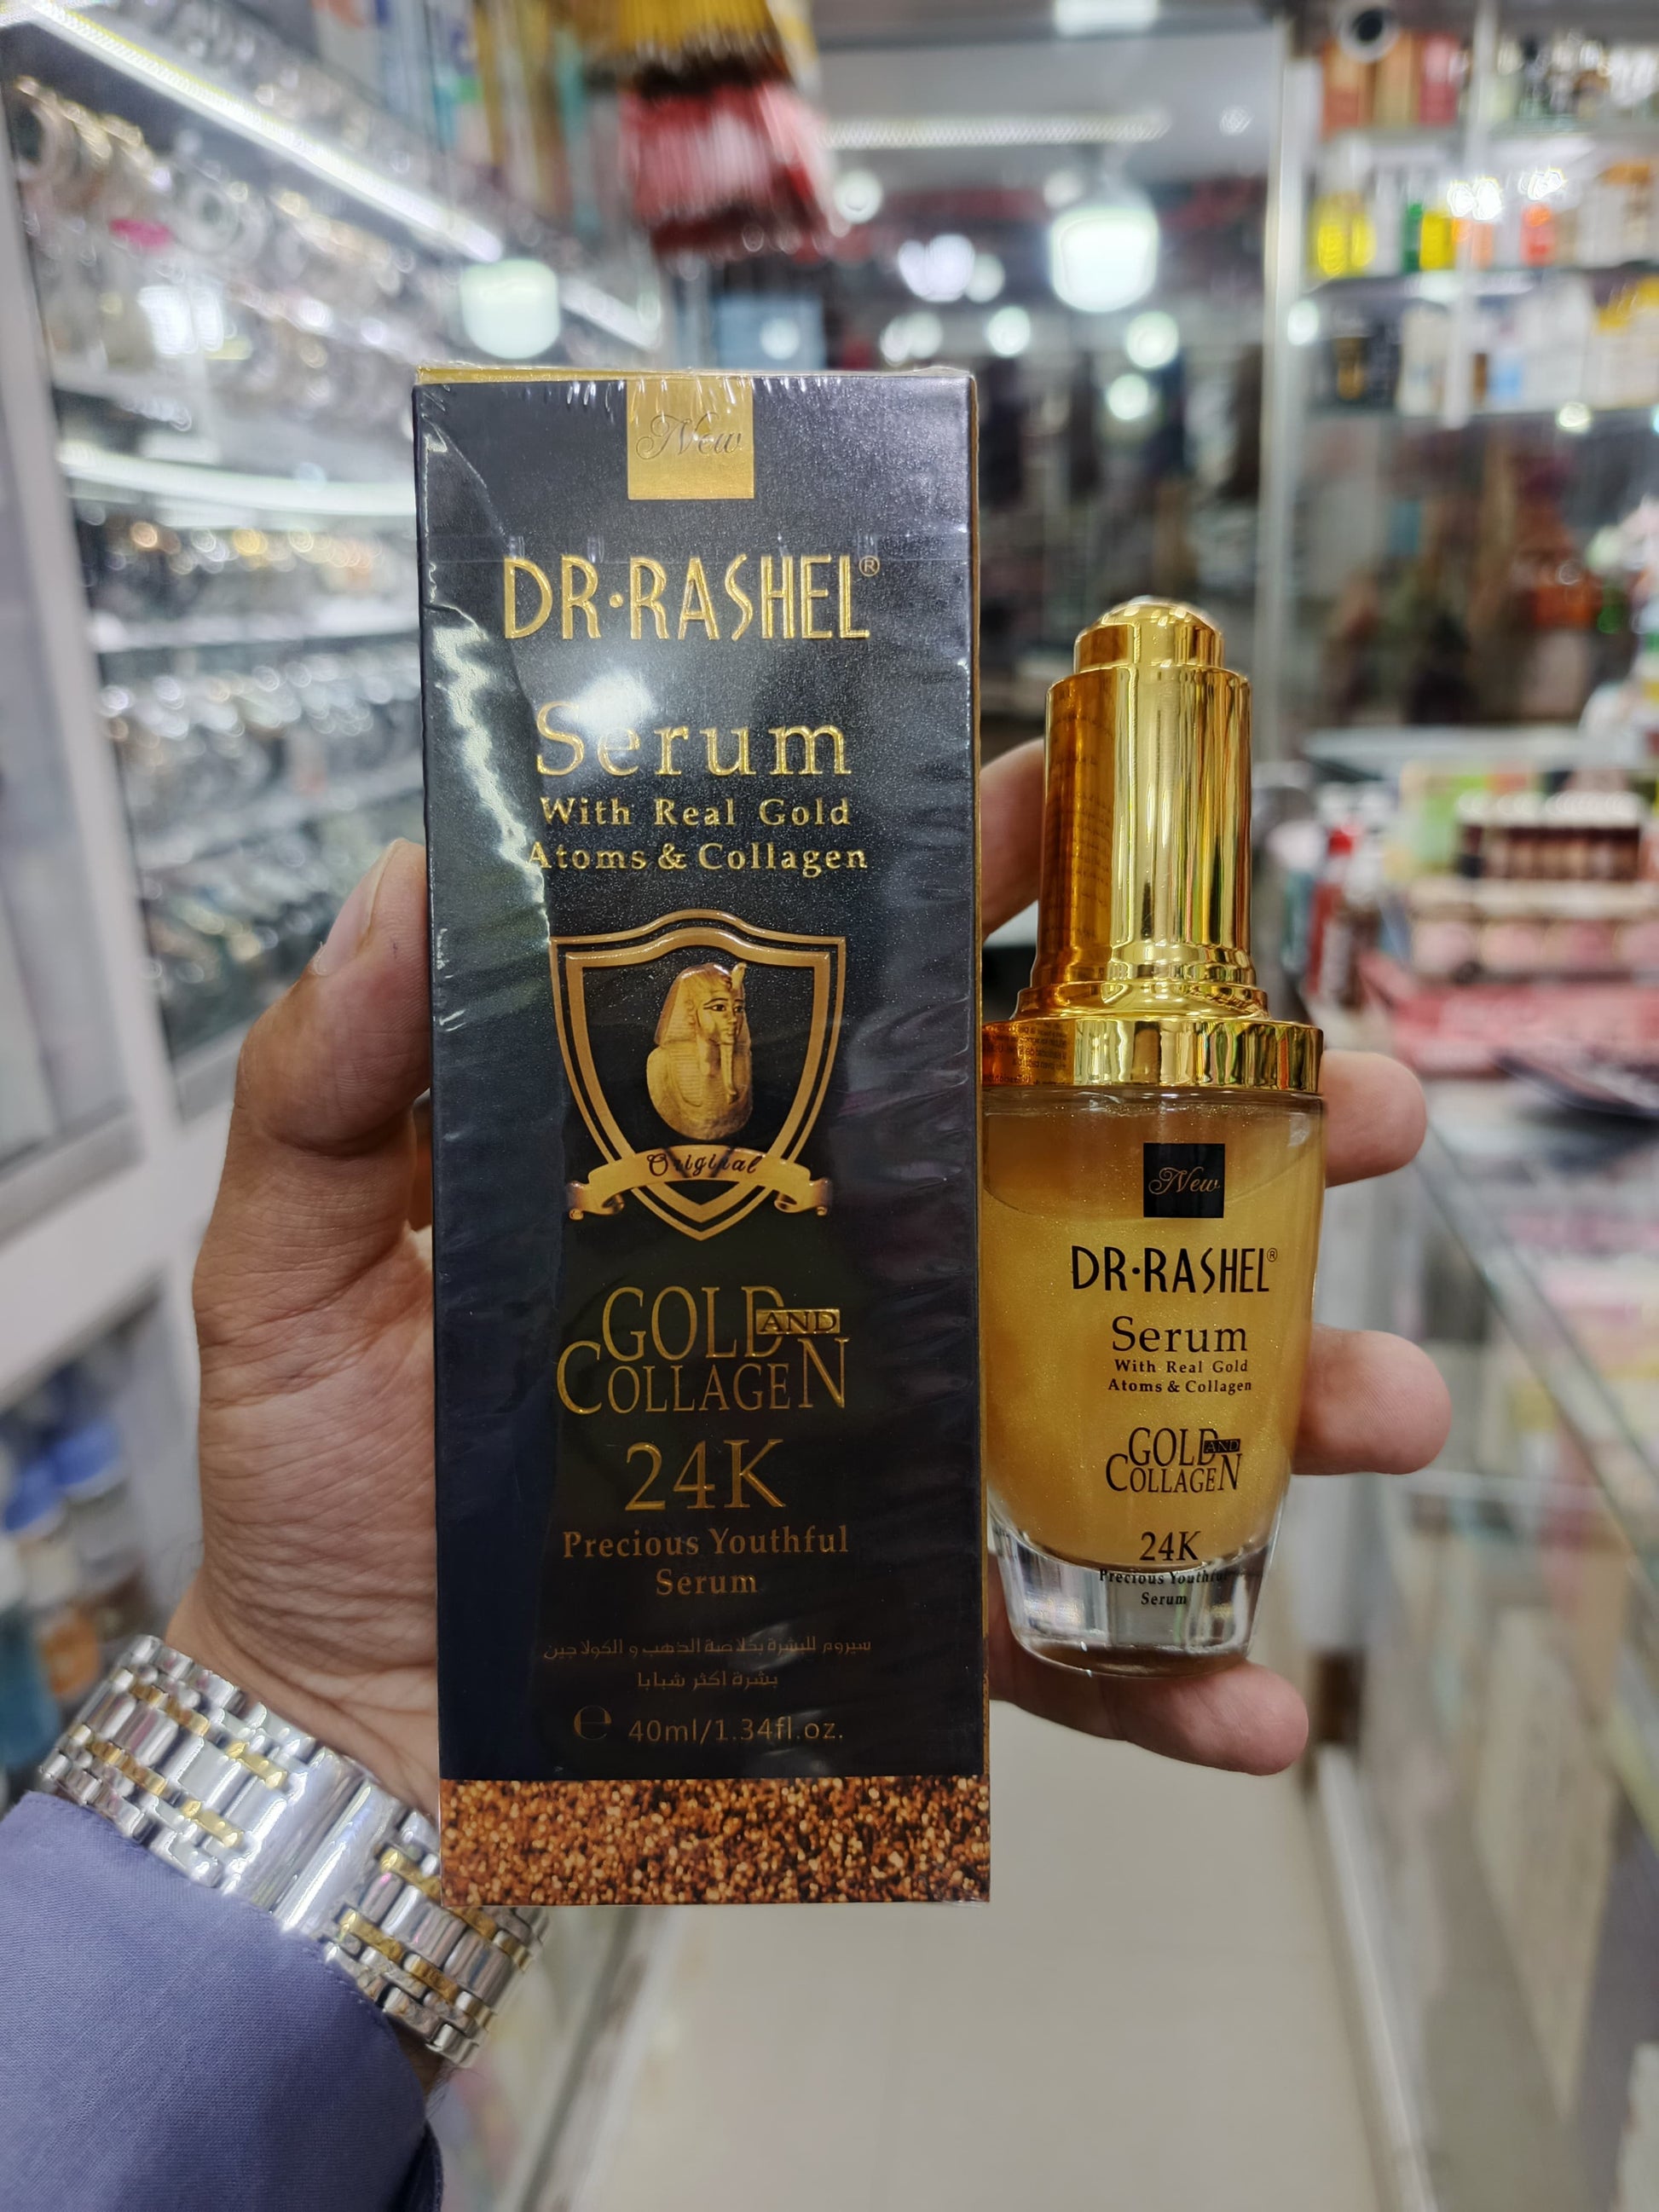 New
DR·RASHEL®
Serum
With Real Gold
Atoms & Collagen
Original
GOLD AND
COLLAGEN
24K
Precious Youthful
Serum
سيروم للبشرة بخلاصة الذهب و الكولاجين
بشرة اكثر شبابا
℮ 40ml/1.34fl.oz.
New
DR·RASHEL®
Serum
With Real Gold
Atoms & Collagen
GOLD AND
COLLAGEN
24K
Precious Youthful
Serum